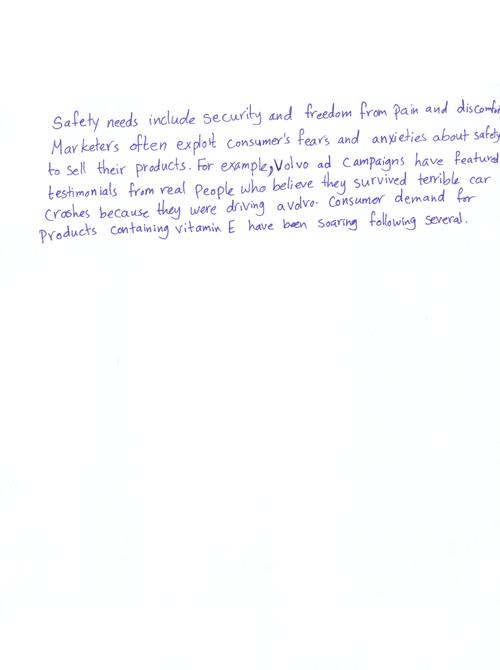 Safety needs include security and freedom from pain and discomfo
Marketers often exploit consumer's fears and anxieties about safety
to sell their products. For example, Volvo ad campaigns have featured
testimonials from real people who believe they survived terrible car
Crashes because they were driving a volvo. Consumer demand for
Products containing vitamin E have been soaring following several.